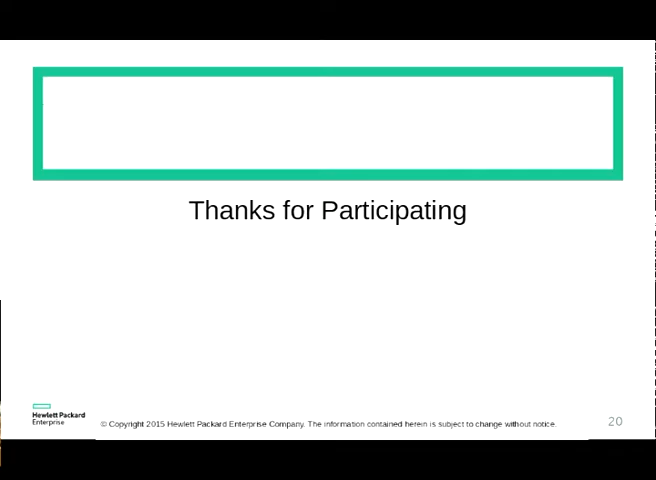 Thanks for Participating
Hewlett Packard
Enterprise
© Copyright 2015 Hewlett Packard Enterprise Company. The information contained herein is subject to change without notice.
20